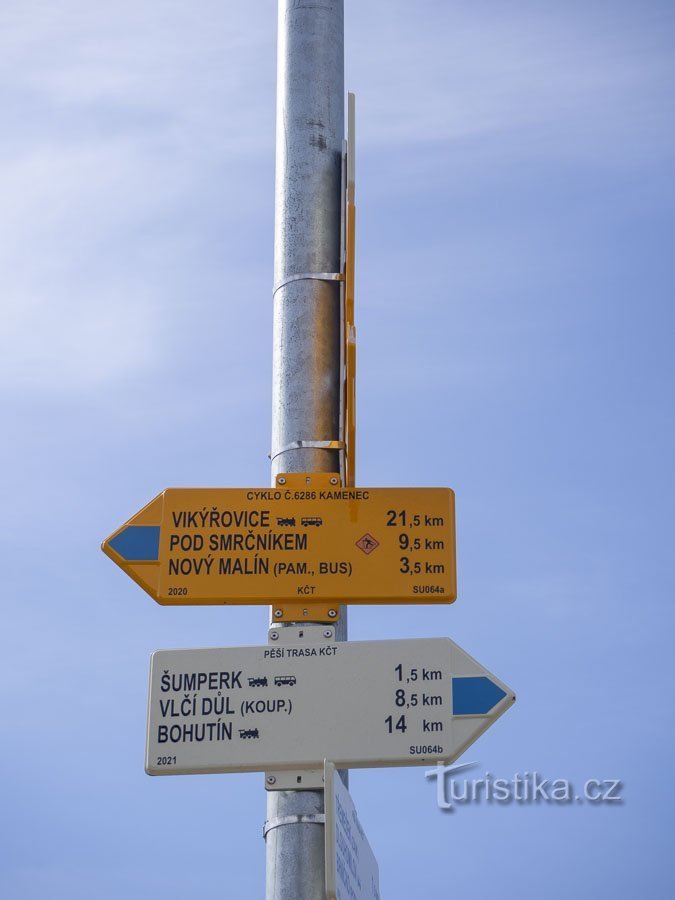 CYKLO Č.6286 KAMENEC
VIKÝŘOVICE 21,5 km
POD SMRČNÍKEM 9,5 km
NOVÝ MALÍN (PAM., BUS) 3,5 km
2020 KČT SU064a
PĚŠÍ TRASA KČT
ŠUMPERK 1,5 km
VLČÍ DŮL (KOUP.) 8,5 km
BOHUTÍN 14 km
2021 SU064b
Turistika.cz